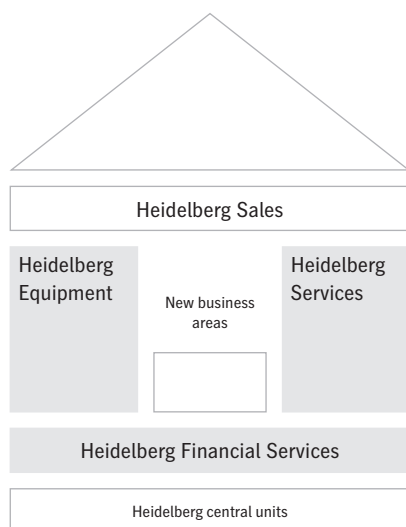 Heidelberg Sales
Heidelberg
Equipment
New business
areas
Heidelberg
Services
Heidelberg Financial Services
Heidelberg central units